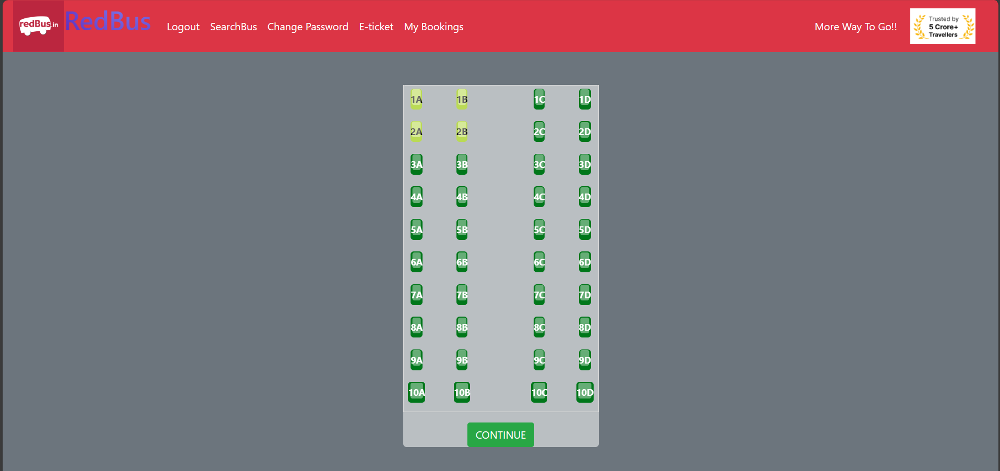 redBus.in RedBus Logout SearchBus Change Password E-ticket My Bookings More Way To Go!!
Trusted by
5 Crore+
Travellers
1A 1B 1C 1D
2A 2B 2C 2D
3A 3B 3C 3D
4A 4B 4C 4D
5A 5B 5C 5D
6A 6B 6C 6D
7A 7B 7C 7D
8A 8B 8C 8D
9A 9B 9C 9D
10A 10B 10C 10D
CONTINUE